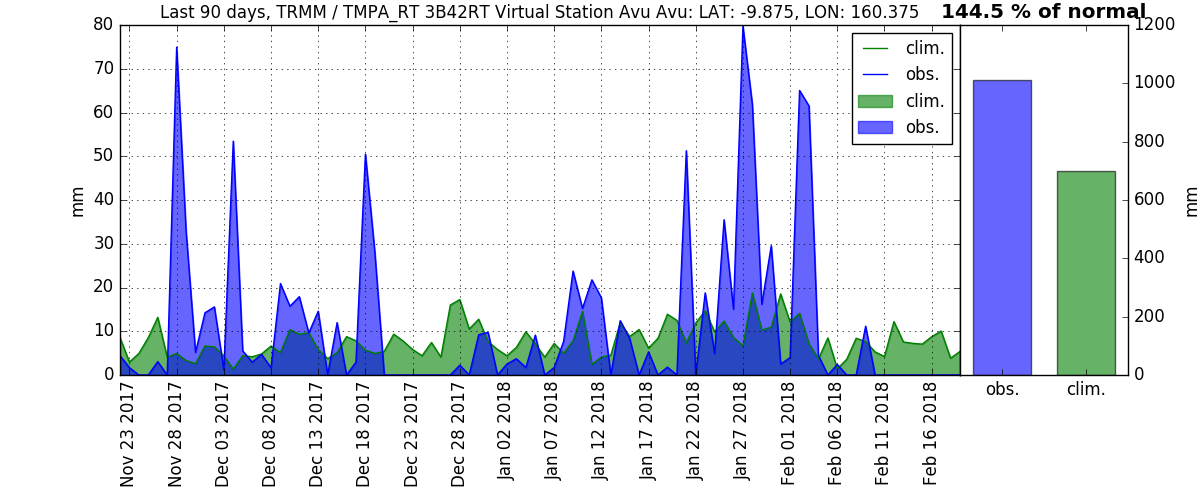 Last 90 days, TRMM / TMPA_RT 3B42RT Virtual Station Avu Avu: LAT: -9.875, LON: 160.375
144.5 % of normal
80
70
60
50
40
30
20
10
0
mm
clim.
obs.
clim.
obs.
1200
1000
800
600
400
200
0
mm
Nov 23 2017
Nov 28 2017
Dec 03 2017
Dec 08 2017
Dec 13 2017
Dec 18 2017
Dec 23 2017
Dec 28 2017
Jan 02 2018
Jan 07 2018
Jan 12 2018
Jan 17 2018
Jan 22 2018
Jan 27 2018
Feb 01 2018
Feb 06 2018
Feb 11 2018
Feb 16 2018
obs.
clim.